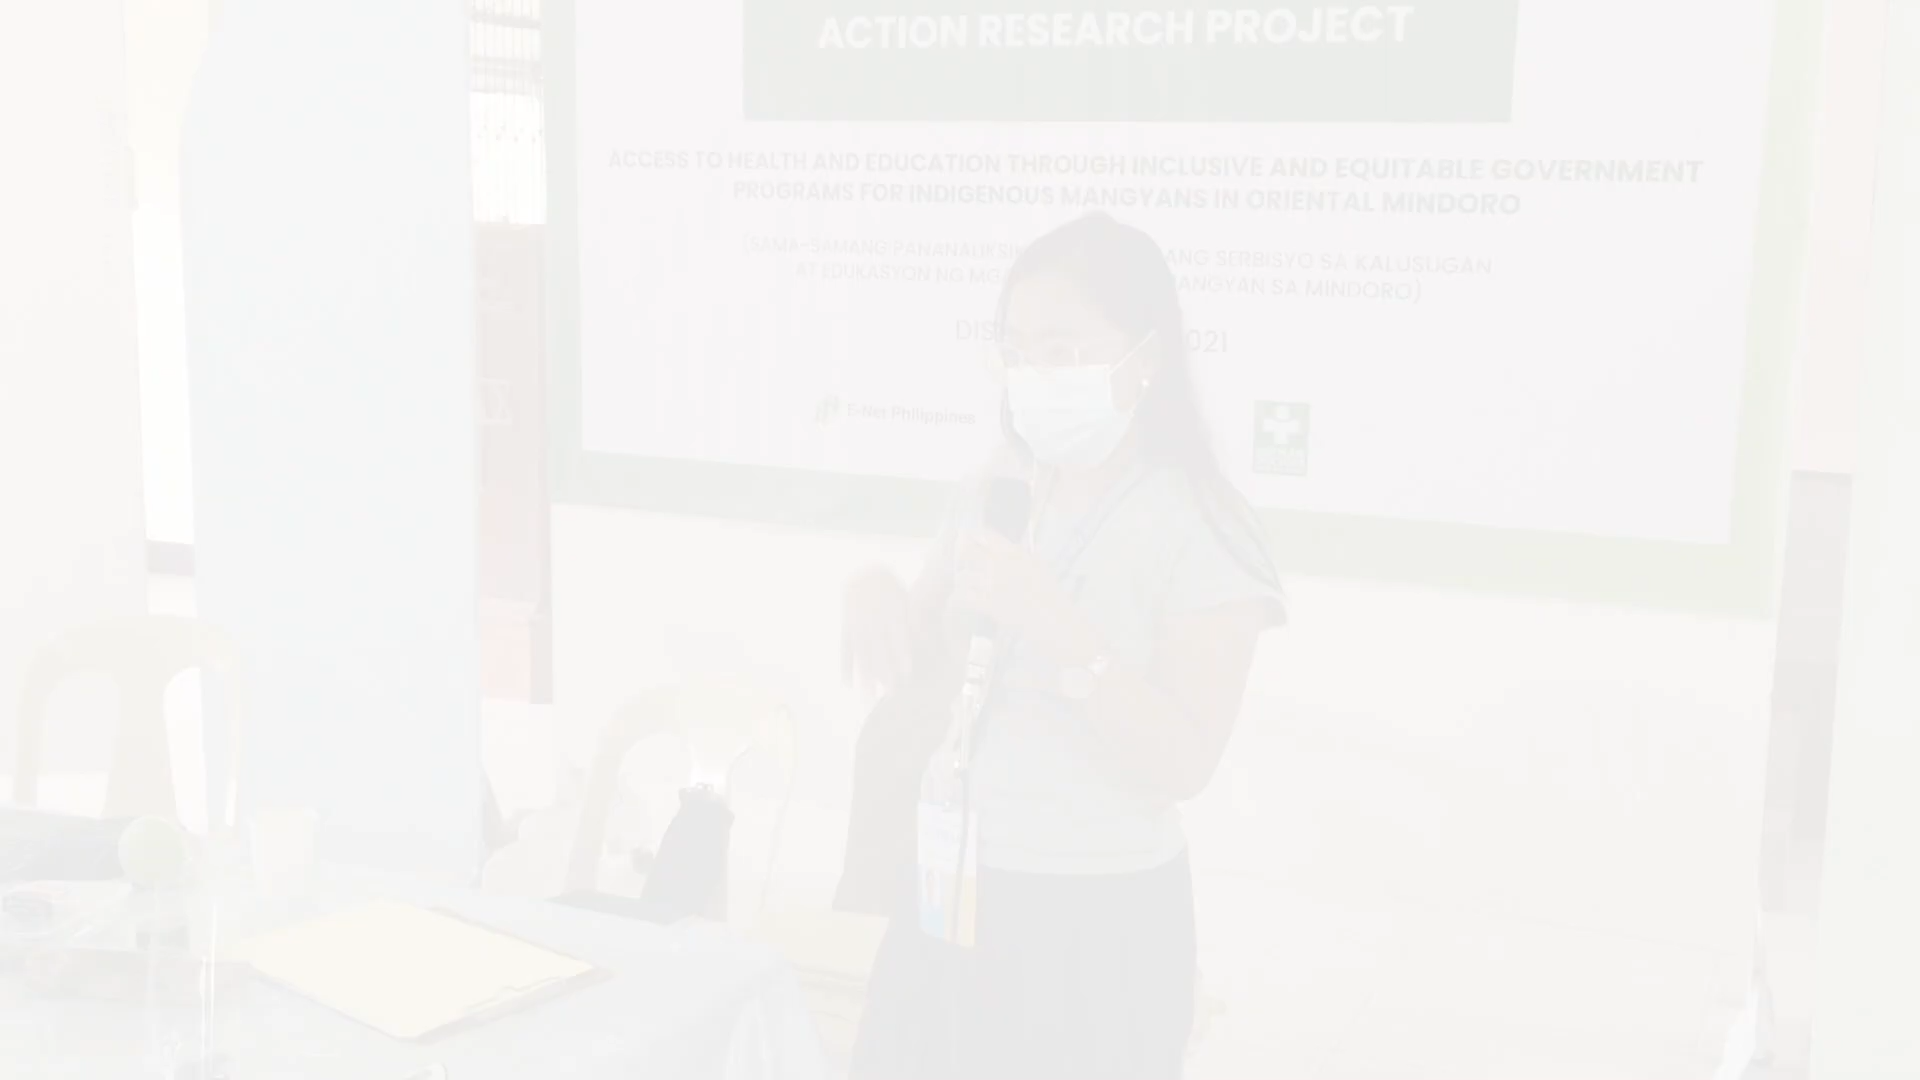 ACTION RESEARCH PROJECT
ACCESS TO HEALTH AND EDUCATION THROUGH INCLUSIVE AND EQUITABLE GOVERNMENT
PROGRAMS FOR INDIGENOUS MANGYANS IN ORIENTAL MINDORO
(SAMA-SAMANG PANANALIKSIK ANG SERBISYO SA KALUSUGAN
AT EDUKASYON NG MGA MANGYAN SA MINDORO)
2021
E-Net Philippines